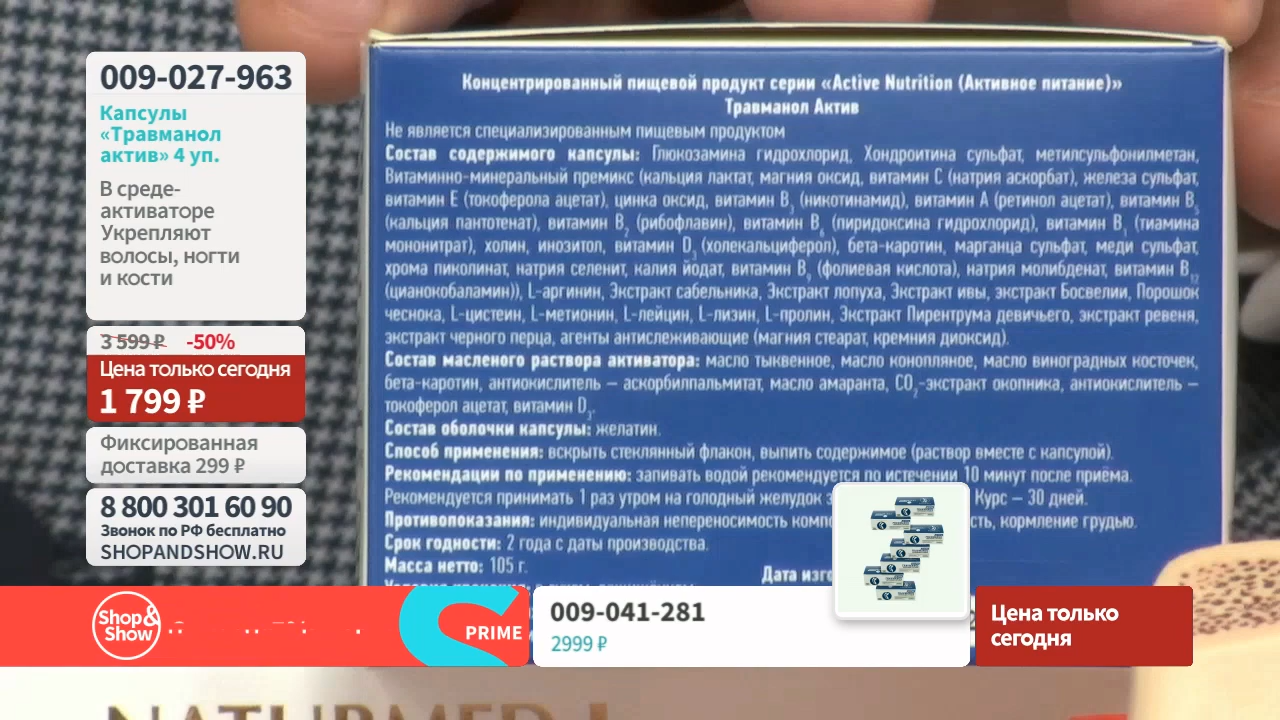 009-027-963
Капсулы
«Травманол
актив» 4 уп.
В среде-
активаторе
Укрепляют
волосы, ногти
и кости
3 599 ₽ -50%
Цена только сегодня
1 799 ₽
Фиксированная
доставка 299 ₽
8 800 301 60 90
Звонок по РФ бесплатно
SHOPANDSHOW.RU
Концентрированный пищевой продукт серии «Active Nutrition (Активное питание)»
Травманол Актив
Не является специализированным пищевым продуктом
Состав содержимого капсулы: Глюкозамина гидрохлорид, Хондроитина сульфат, метилсульфонилметан,
Витаминно-минеральный премикс (кальция лактат, магния оксид, витамин С (натрия аскорбат), железа сульфат,
витамин Е (токоферола ацетат), цинка оксид, витамин В3 (никотинамид), витамин А (ретинол ацетат), витамин В5
(кальция пантотенат), витамин В2 (рибофлавин), витамин В6 (пиридоксина гидрохлорид), витамин В1 (тиамина
мононитрат), холин, инозитол, витамин D3 (холекальциферол), бета-каротин, марганца сульфат, меди сульфат,
хрома пиколинат, натрия селенит, калия йодат, витамин В9 (фолиевая кислота), натрия молибденат, витамин В12
(цианокобаламин)), L-аргинин, Экстракт сабельника, Экстракт лопуха, Экстракт ивы, экстракт Босвелии, Порошок
чеснока, L-цистеин, L-метионин, L-лейцин, L-лизин, L-пролин, Экстракт Пирентрума девичьего, экстракт ревеня,
экстракт черного перца, агенты антислеживающие (магния стеарат, кремния диоксид).
Состав масленого раствора активатора: масло тыквенное, масло конопляное, масло виноградных косточек,
бета-каротин, антиокислитель – аскорбилпальмитат, масло амаранта, СО2-экстракт окопника, антиокислитель –
токоферол ацетат, витамин D3.
Состав оболочки капсулы: желатин.
Способ применения: вскрыть стеклянный флакон, выпить содержимое (раствор вместе с капсулой).
Рекомендации по применению: запивать водой рекомендуется по истечении 10 минут после приёма.
Рекомендуется принимать 1 раз утром на голодный желудок з Курс – 30 дней.
Противопоказания: индивидуальная непереносимость компо сть, кормление грудью.
Срок годности: 2 года с даты производства.
Масса нетто: 105 г.
Дата изго
Shop&
Show
PRIME
009-041-281
2999 ₽
Цена только
сегодня